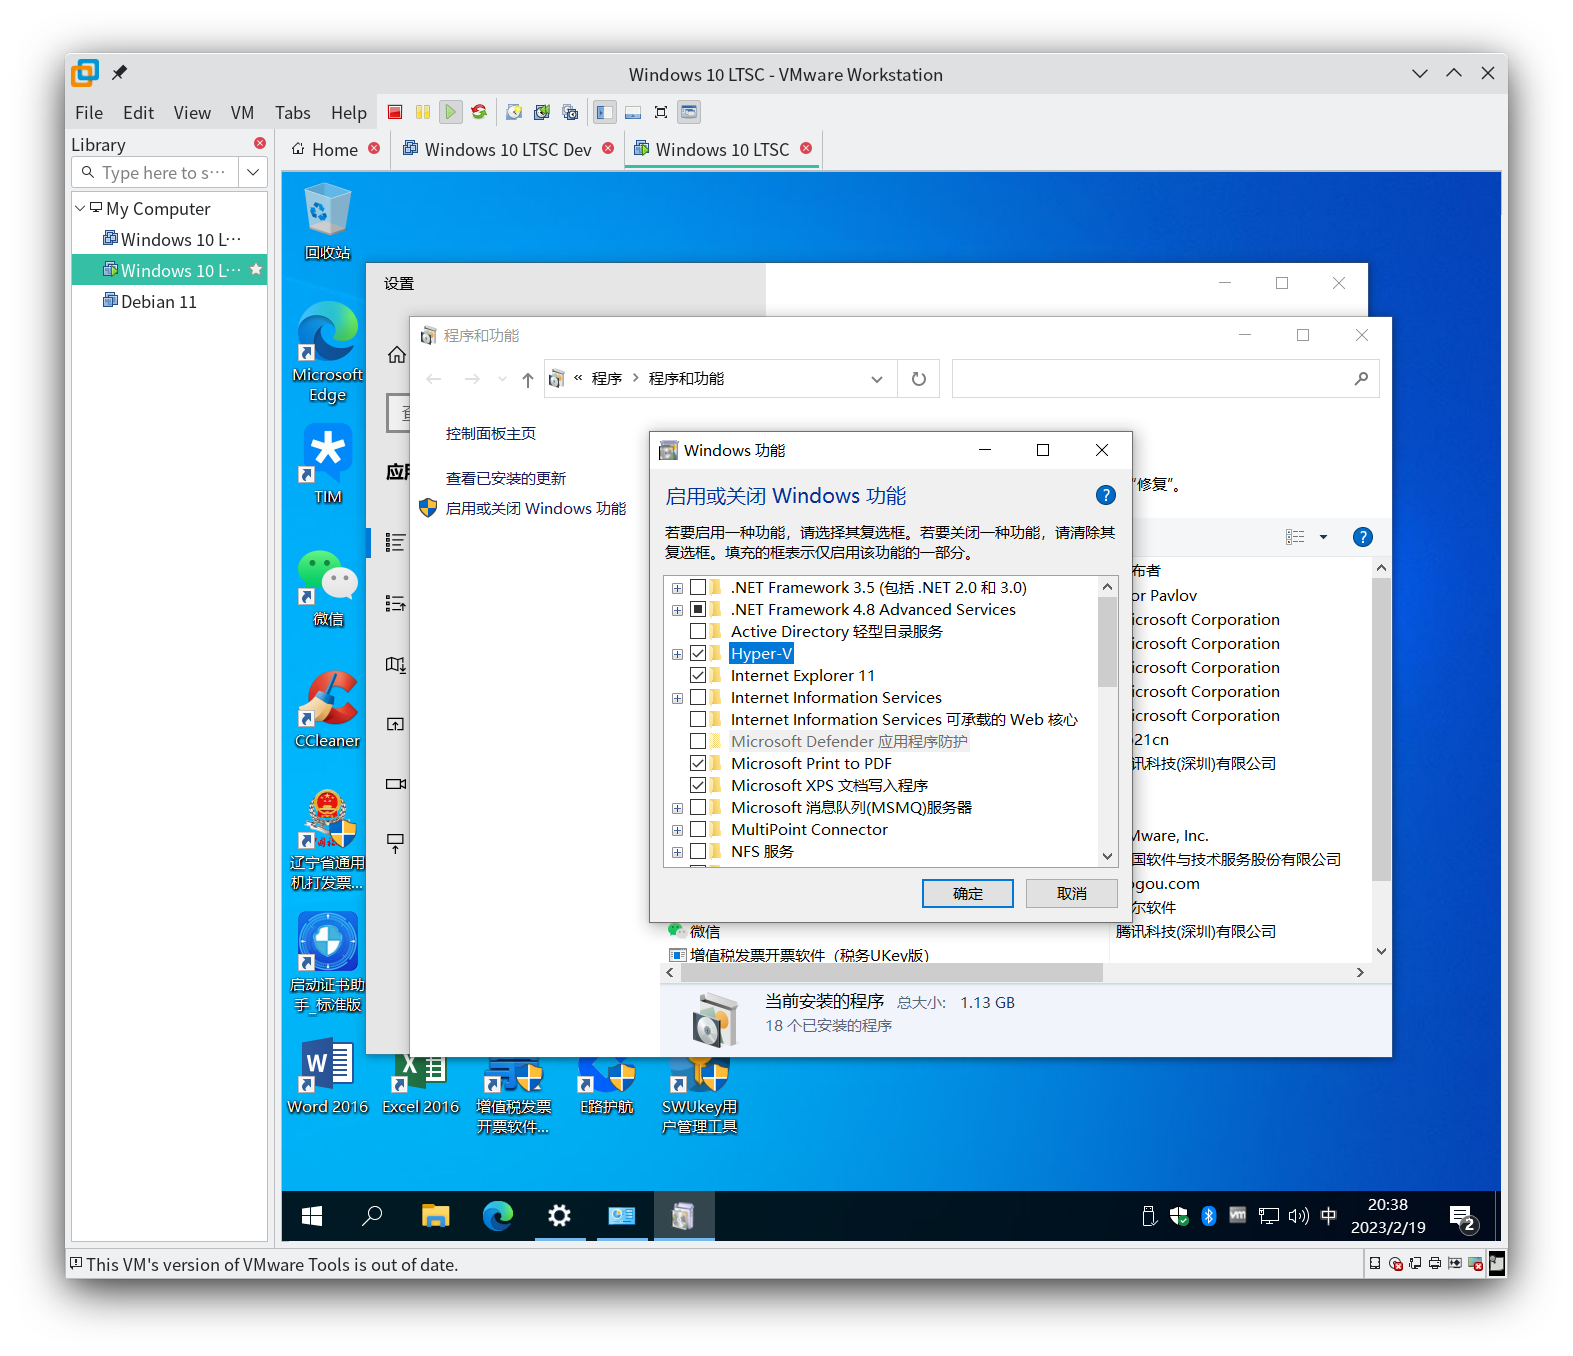 Windows 10 LTSC - VMware Workstation
File Edit View VM Tabs Help
Library
Type here to s···
Home
Windows 10 LTSC Dev
Windows 10 LTSC
My Computer
Windows 10 L···
Windows 10 L···
Debian 11
回收站
Microsoft
Edge
TIM
微信
CCleaner
辽宁省通用
机打发票...
启动证书助
手_标准版
Word 2016
Excel 2016
增值税发票
开票软件...
E路护航
SWUkey用
户管理工具
设置
应用
程序和功能
« 程序 › 程序和功能
控制面板主页
查看已安装的更新
启用或关闭 Windows 功能
"修复"。
Windows 功能
启用或关闭 Windows 功能
若要启用一种功能，请选择其复选框。若要关闭一种功能，请清除其
复选框。填充的框表示仅启用该功能的一部分。
.NET Framework 3.5 (包括 .NET 2.0 和 3.0)
.NET Framework 4.8 Advanced Services
Active Directory 轻型目录服务
Hyper-V
Internet Explorer 11
Internet Information Services
Internet Information Services 可承载的 Web 核心
Microsoft Defender 应用程序防护
Microsoft Print to PDF
Microsoft XPS 文档写入程序
Microsoft 消息队列(MSMQ)服务器
MultiPoint Connector
NFS 服务
确定
取消
布者
or Pavlov
icrosoft Corporation
icrosoft Corporation
icrosoft Corporation
icrosoft Corporation
icrosoft Corporation
21cn
讯科技(深圳)有限公司
Mware, Inc.
国软件与技术服务股份有限公司
ogou.com
尔软件
微信
腾讯科技(深圳)有限公司
增值税发票开票软件（税务UKey版）
当前安装的程序 总大小: 1.13 GB
18 个已安装的程序
中
20:38
2023/2/19
2
This VM's version of VMware Tools is out of date.